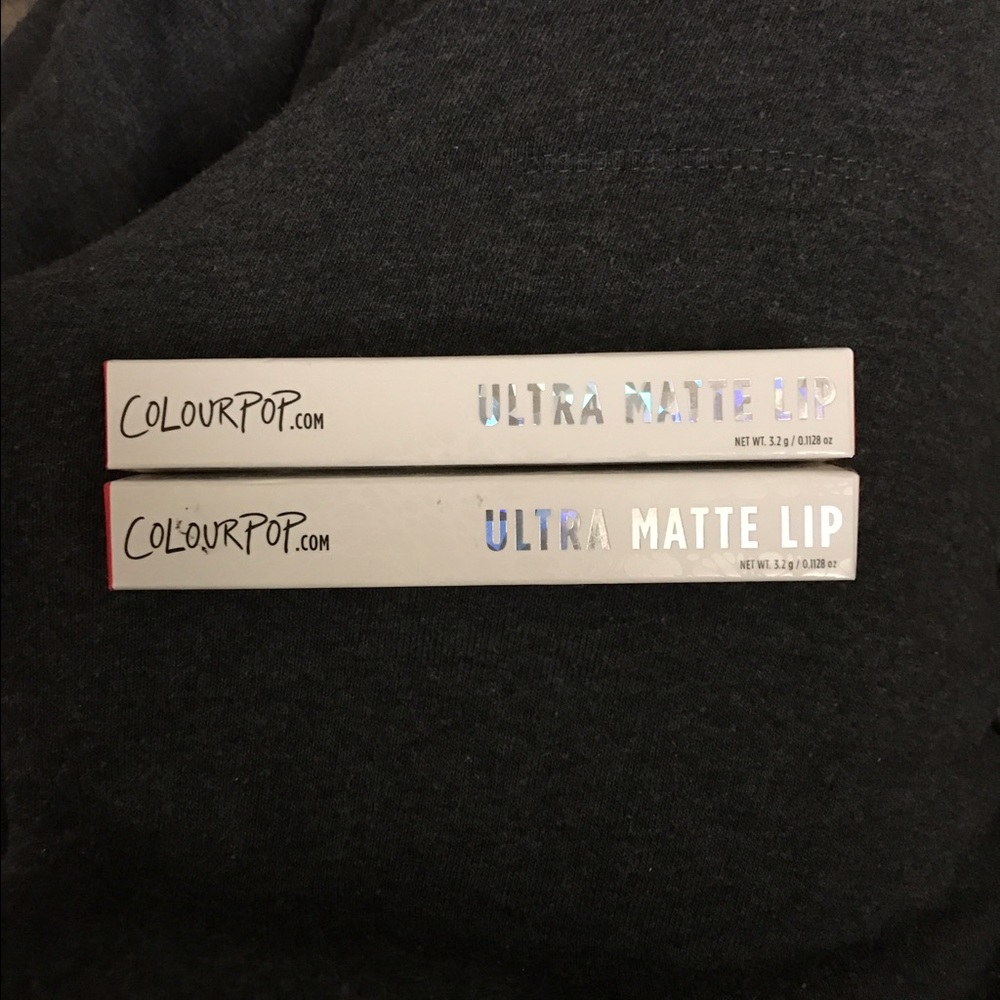 COLOURPOP.COM
ULTRA MATTE LIP
NET WT. 3.2 g / 0.1128 oz
COLOURPOP.COM
ULTRA MATTE LIP
NET WT. 3.2 g / 0.1128 oz